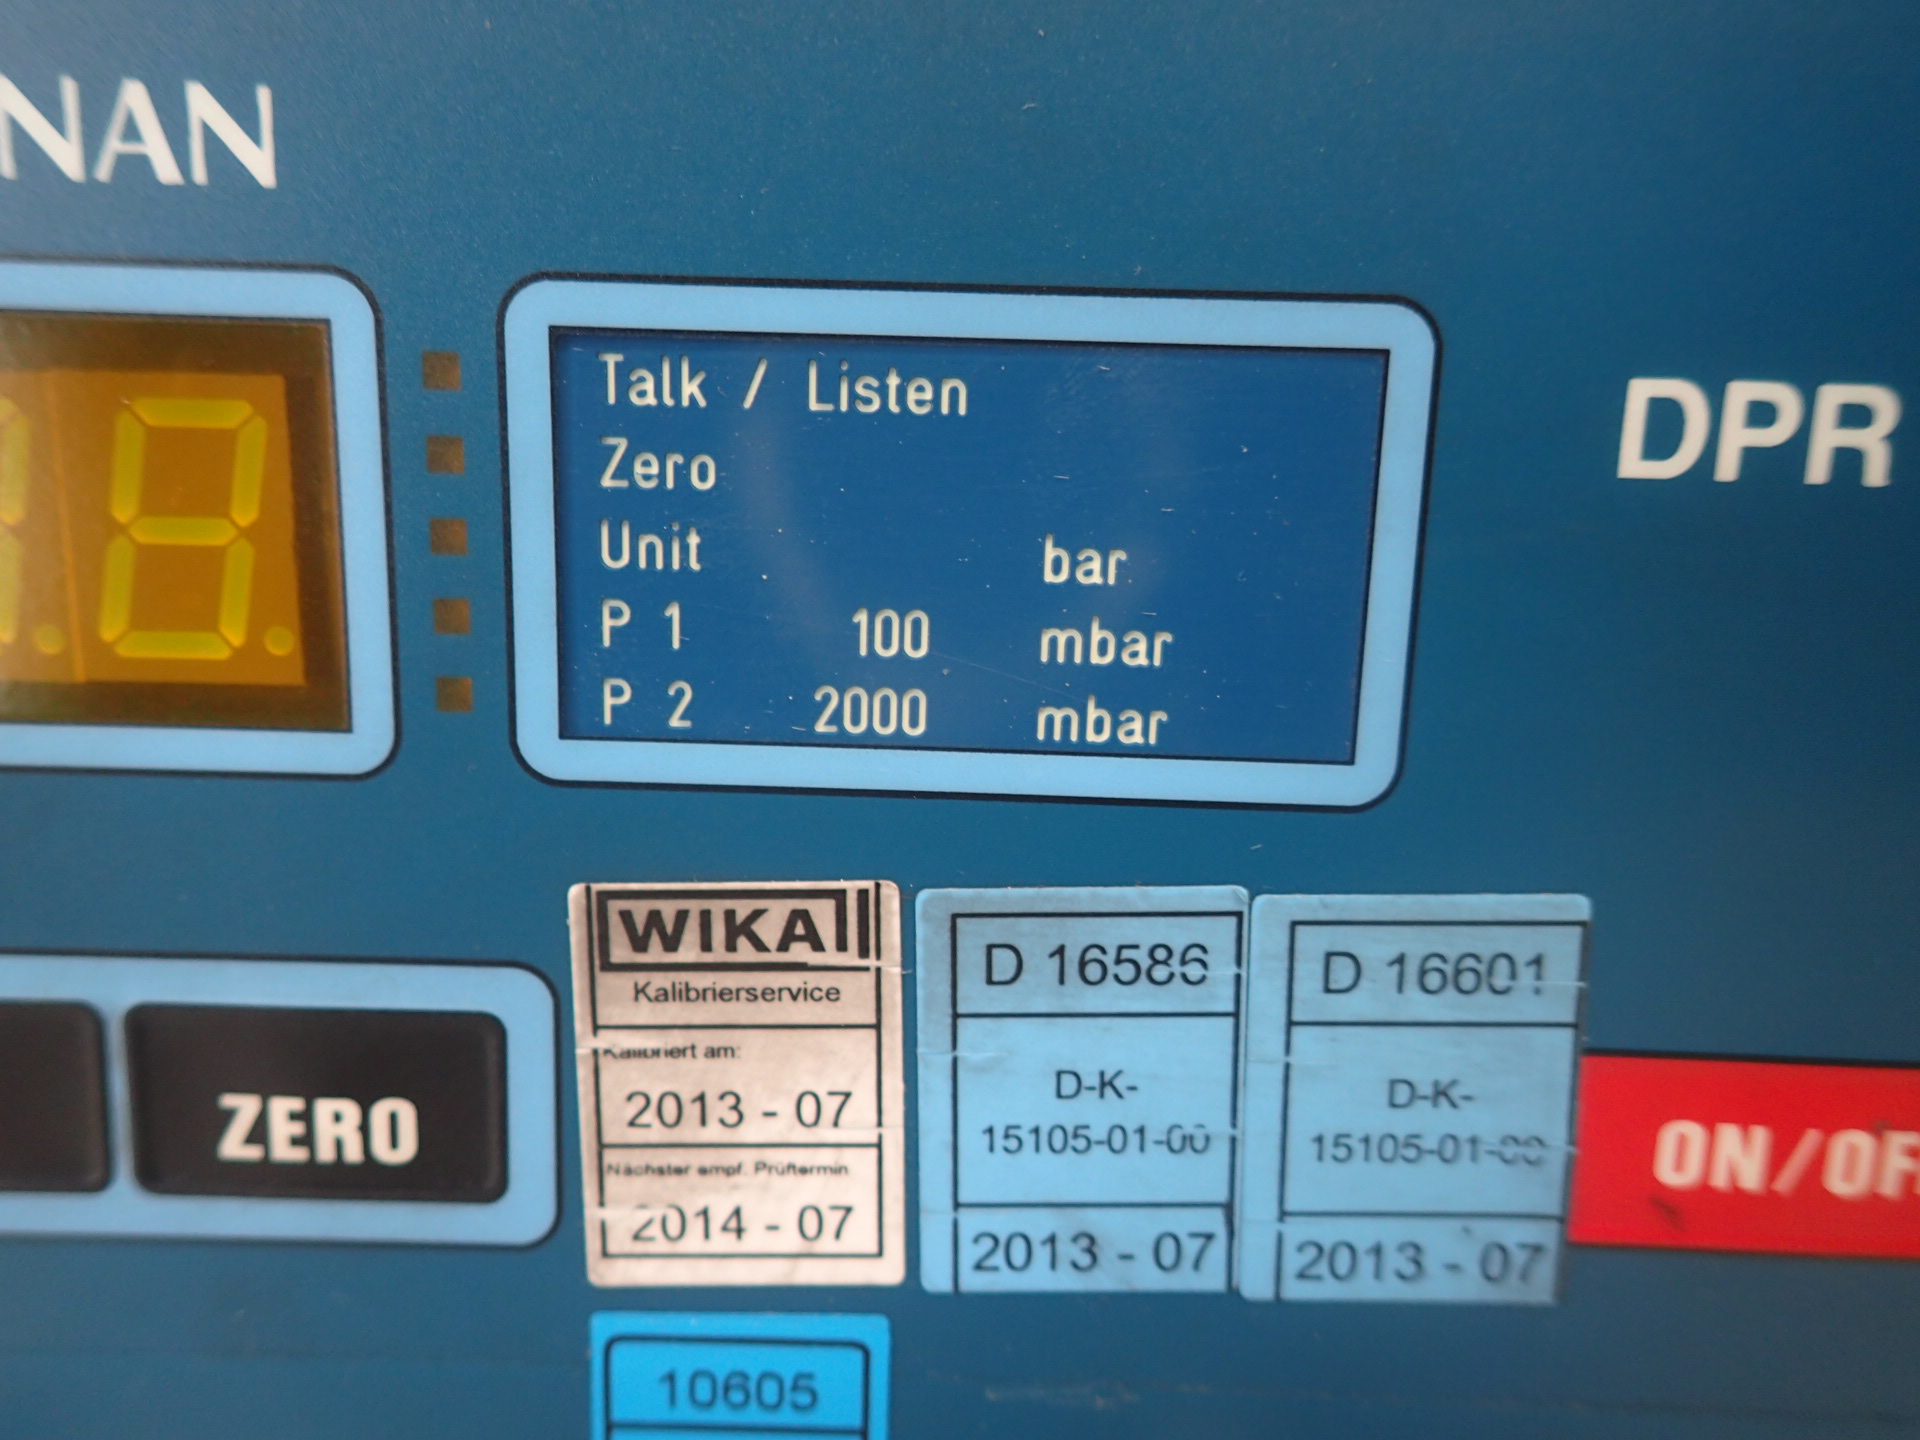 NAN
Talk / Listen
Zero
Unit bar
P 1 100 mbar
P 2 2000 mbar
DPR
ZERO
WIKA
Kalibrierservice
Kalibriert am:
2013 - 07
Nächster empf. Prüftermin
2014 - 07
D 16586
D-K-
15105-01-00
2013 - 07
D 16601
D-K-
15105-01-00
2013 - 07
ON/OF
10605